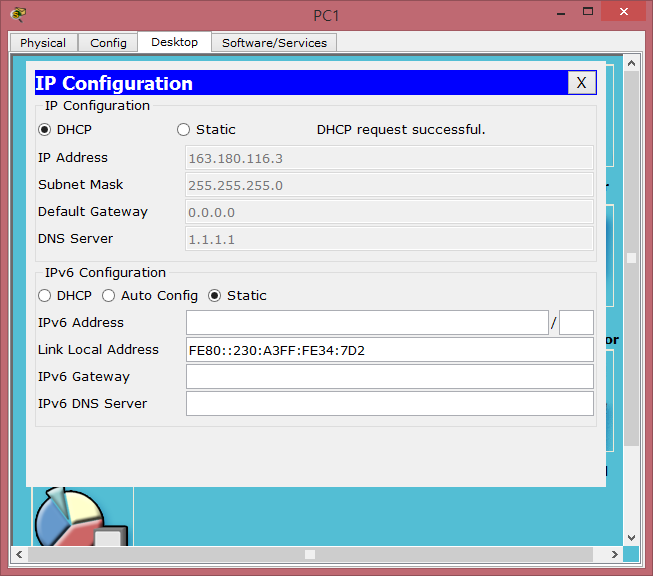 PC1
Physical Config Desktop Software/Services
IP Configuration X
IP Configuration
DHCP Static DHCP request successful.
IP Address 163.180.116.3
Subnet Mask 255.255.255.0
Default Gateway 0.0.0.0
DNS Server 1.1.1.1
IPv6 Configuration
DHCP Auto Config Static
IPv6 Address /
Link Local Address FE80::230:A3FF:FE34:7D2
IPv6 Gateway
IPv6 DNS Server
or